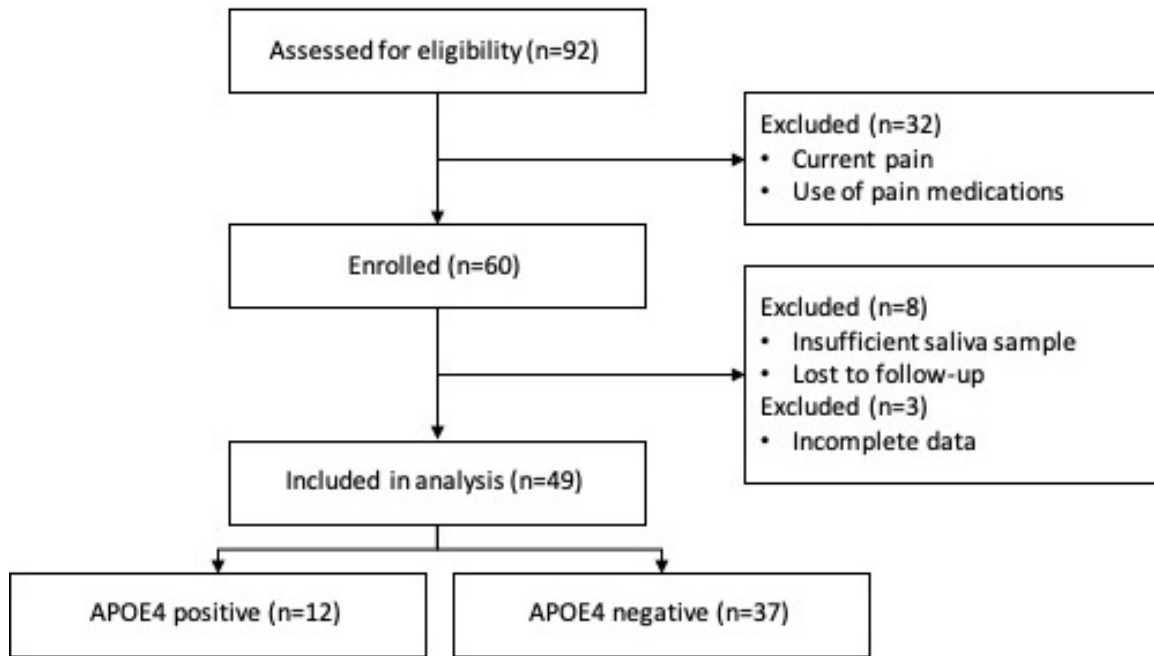 Assessed for eligibility (n=92)
Excluded (n=32)
• Current pain
• Use of pain medications
Enrolled (n=60)
Excluded (n=8)
• Insufficient saliva sample
• Lost to follow-up
Excluded (n=3)
• Incomplete data
Included in analysis (n=49)
APOE4 positive (n=12)
APOE4 negative (n=37)